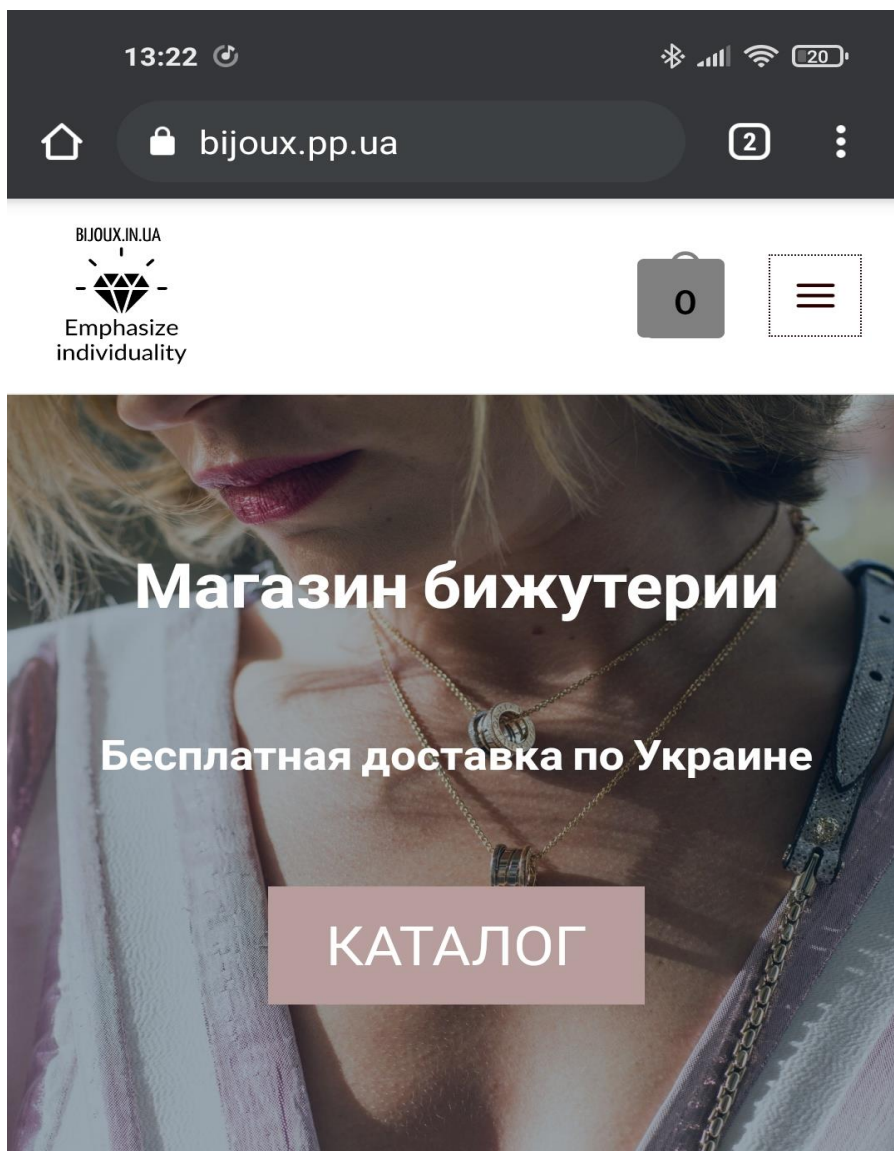 13:22
20
bijoux.pp.ua
2
BIJOUX.IN.UA
Emphasize
individuality
0
Магазин бижутерии
Бесплатная доставка по Украине
КАТАЛОГ